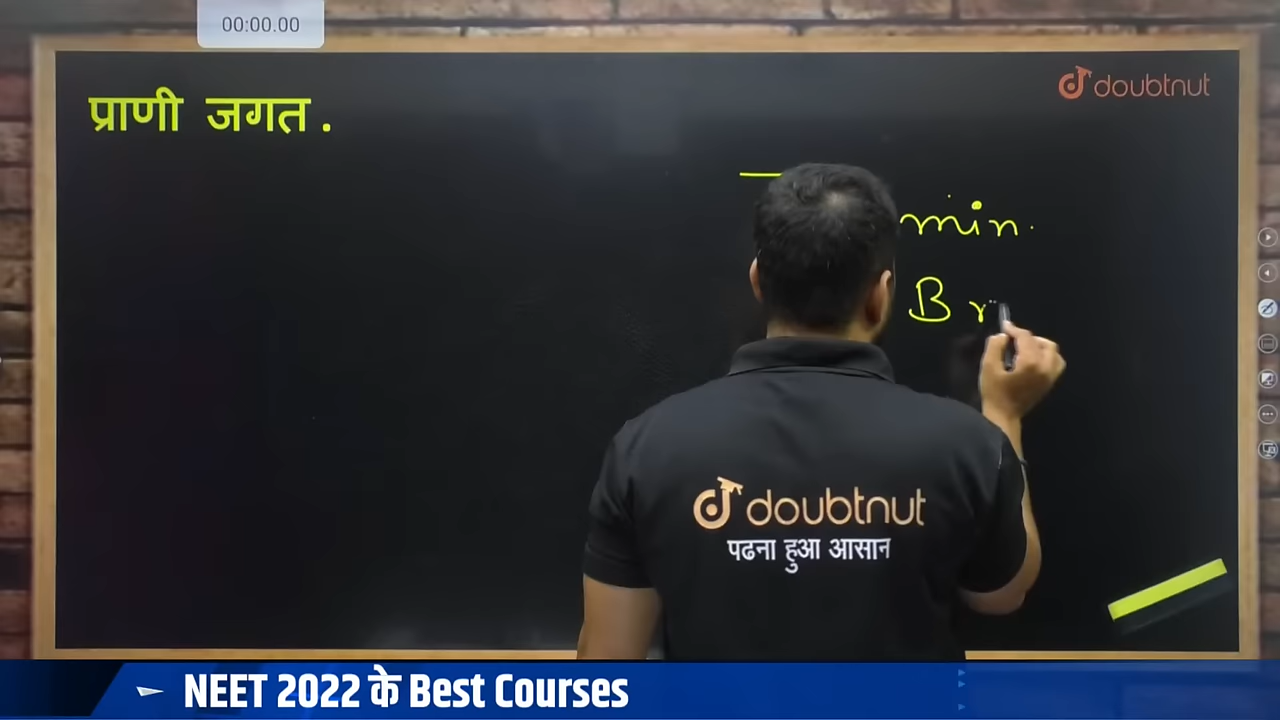 00:00.00
प्राणी जगत .
doubtnut
min.
B r
doubtnut
पढना हुआ आसान
NEET 2022 के Best Courses